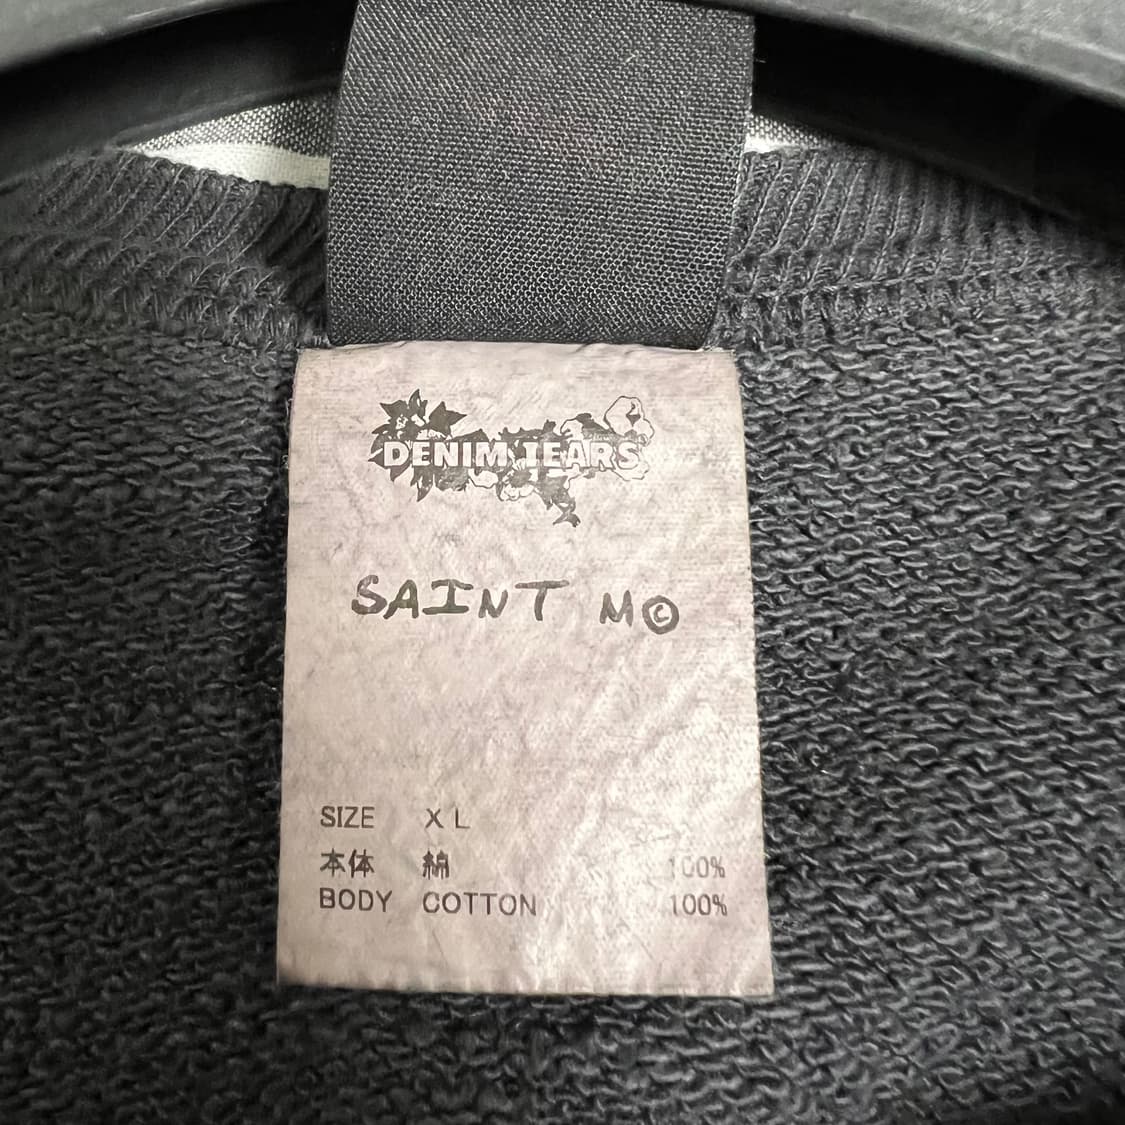 DENIM TEARS
SAINT M©
SIZE XL
本体 綿 100%
BODY COTTON 100%